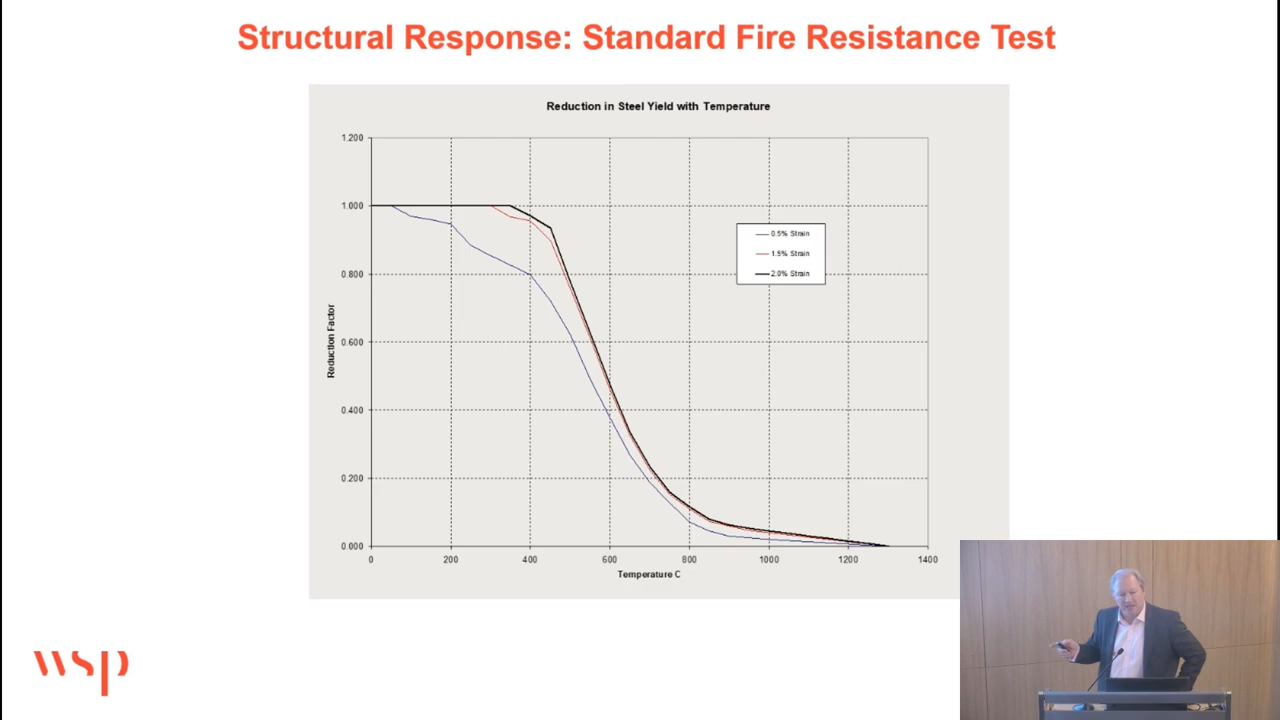 Structural Response: Standard Fire Resistance Test
Reduction in Steel Yield with Temperature
1.200
1.000
0.800
0.600
0.400
0.200
0.000
Reduction Factor
0.5% Strain
1.5% Strain
2.0% Strain
0 200 400 600 800 1000 1200 1400
Temperature C
wsp